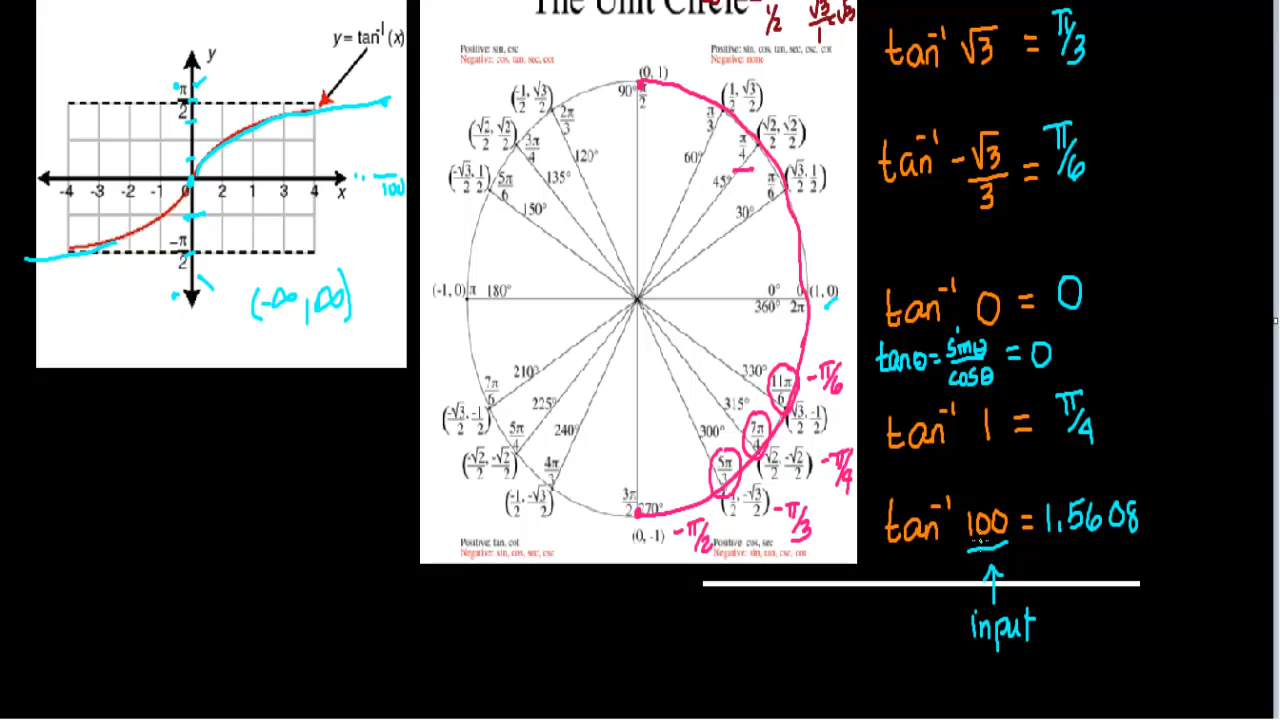 The Unit Circle
1/2
√3/1 = √3
y = tan⁻¹(x)
y
π
π/2
-4 -3 -2 -1 0 1 2 3 4 x
100
-π/2
(-∞, ∞)
Positive: sin, csc
Negative: cos, tan, sec, cot
Positive: sin, cos, tan, sec, csc, cot
Negative: none
(0, 1)
90° π/2
(-1/2, √3/2) 2π/3 120°
(-√2/2, √2/2) 3π/4 135°
(-√3/2, 1/2) 5π/6 150°
(1/2, √3/2) π/3 60°
(√2/2, √2/2) π/4 45°
(√3/2, 1/2) π/6 30°
(-1, 0) π 180°
0° 0 (1, 0)
360° 2π
210° 7π/6 (-√3/2, -1/2)
225° 5π/4 (-√2/2, -√2/2)
240° 4π/3 (-1/2, -√3/2)
330° 11π/6 (√3/2, -1/2) -π/6
315° 7π/4 (√2/2, -√2/2) -π/4
300° 5π/3 (1/2, -√3/2) -π/3
3π/2 270°
(0, -1) -π/2
Positive: tan, cot
Negative: sin, cos, sec, csc
Positive: cos, sec
Negative: sin, tan, csc, cot
tan⁻¹ √3 = π/3
tan⁻¹ -√3/3 = π/6
tan⁻¹ 0 = 0
tanθ = sinθ/cosθ = 0
tan⁻¹ 1 = π/4
tan⁻¹ 100 = 1.5608
input